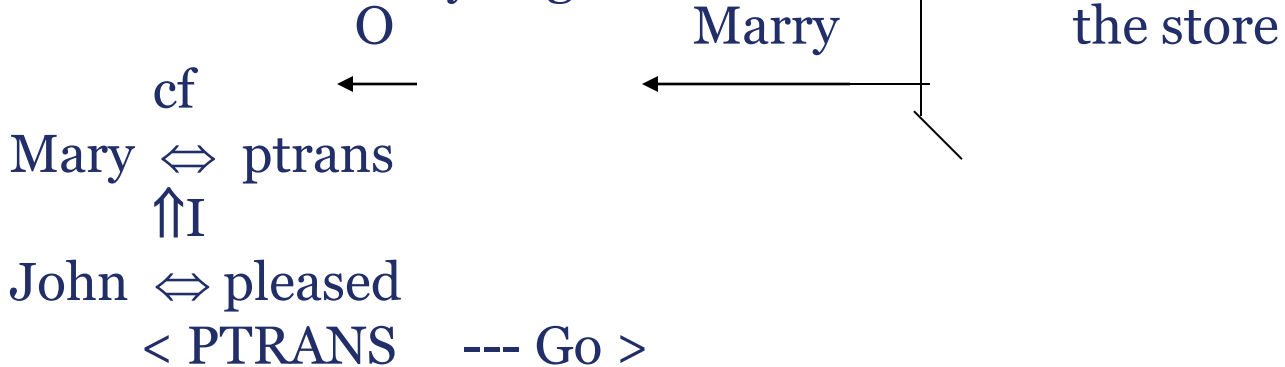 O Marry the store
cf
Mary ⇔ ptrans
⇑I
John ⇔ pleased
< PTRANS --- Go >